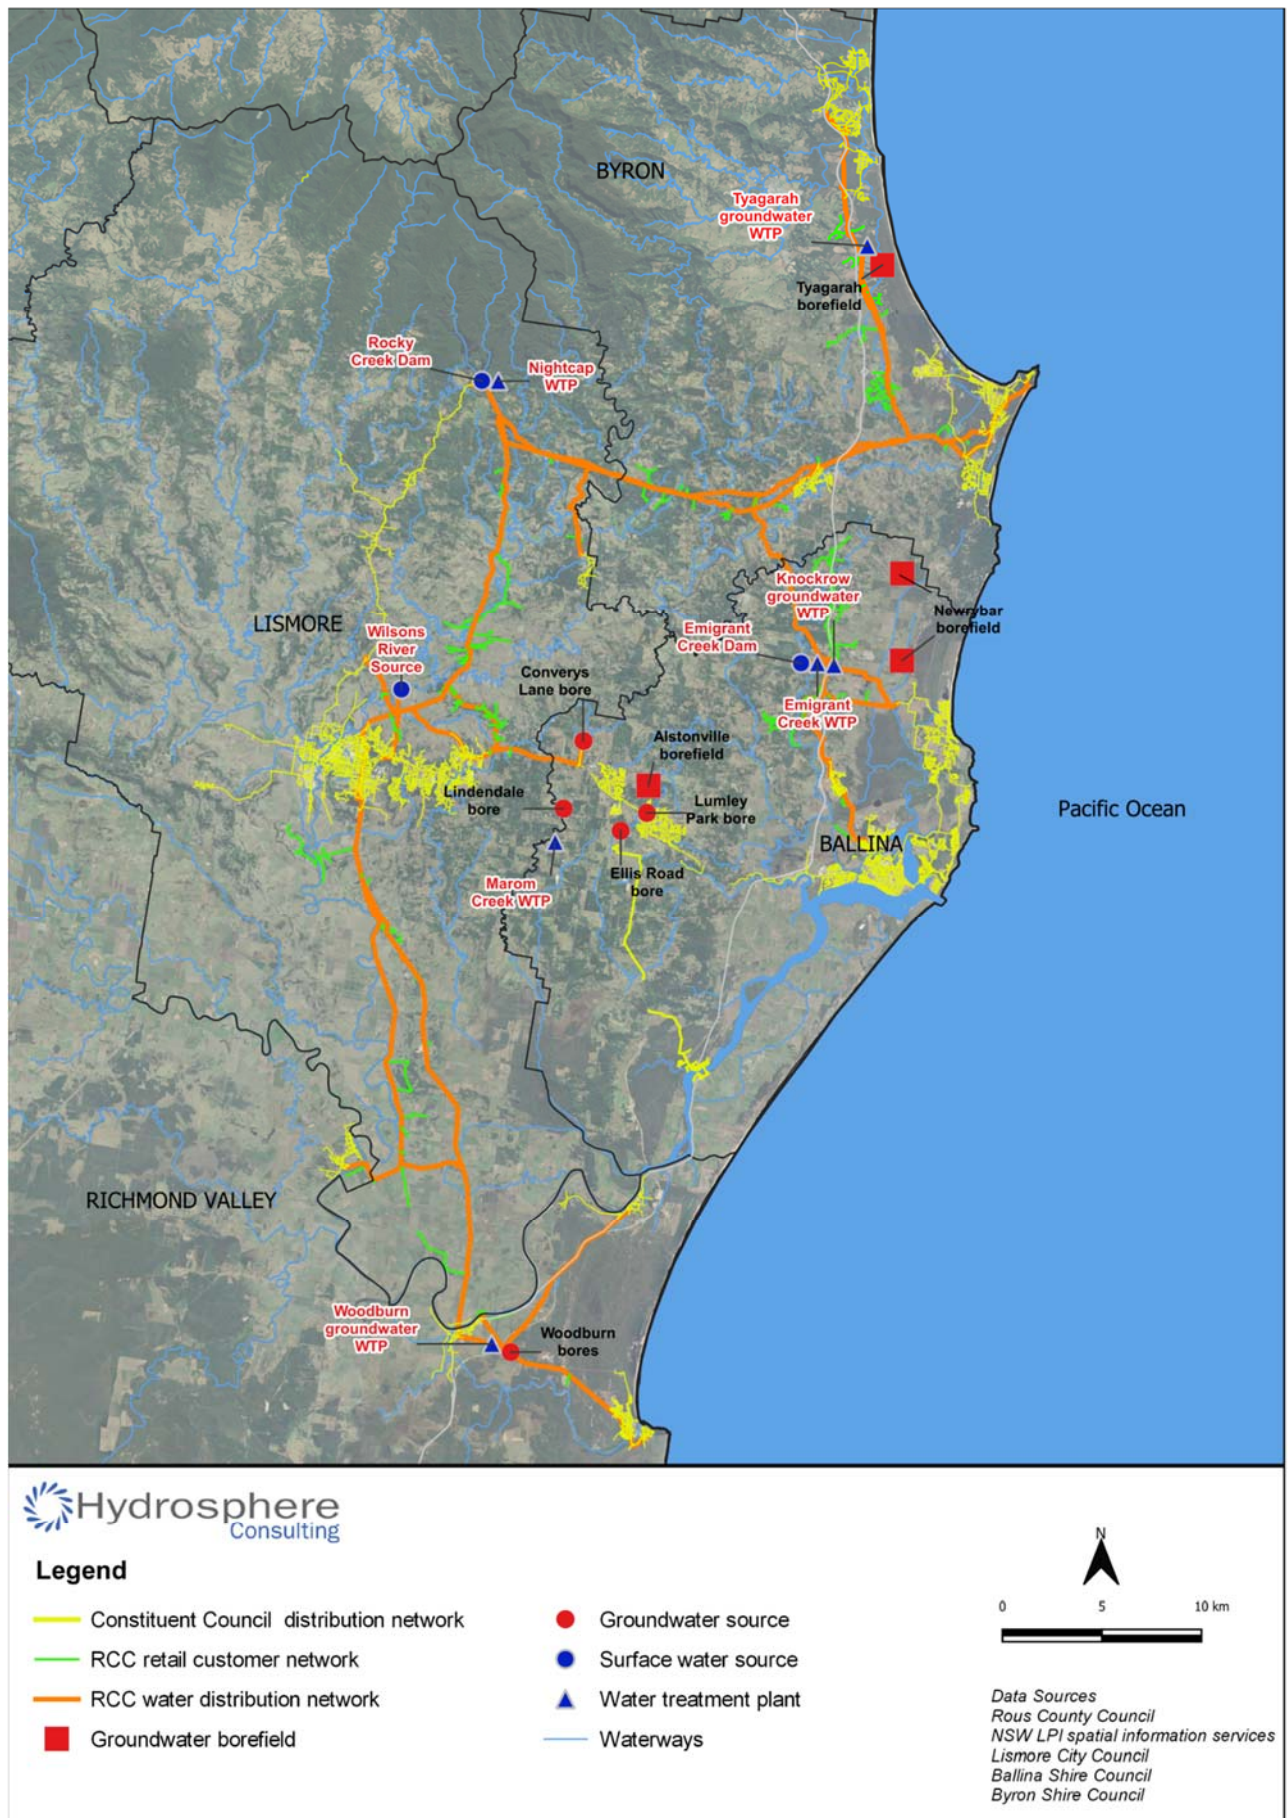 BYRON
Tyagarah
groundwater
WTP
Tyagarah
borefield
Rocky
Creek Dam
Nightcap
WTP
Knockrow
groundwater
WTP
Newrybar
borefield
LISMORE
Wilsons
River
Source
Emigrant
Creek Dam
Converys
Lane bore
Emigrant
Creek WTP
Alstonville
borefield
Lindendale
bore
Lumley
Park bore
Pacific Ocean
BALLINA
Marom
Creek WTP
Ellis Road
bore
RICHMOND VALLEY
Woodburn
groundwater
WTP
Woodburn
bores
Hydrosphere
Consulting
Legend
Constituent Council distribution network
RCC retail customer network
RCC water distribution network
Groundwater borefield
Groundwater source
Surface water source
Water treatment plant
Waterways
N
0 5 10 km
Data Sources
Rous County Council
NSW LPI spatial information services
Lismore City Council
Ballina Shire Council
Byron Shire Council